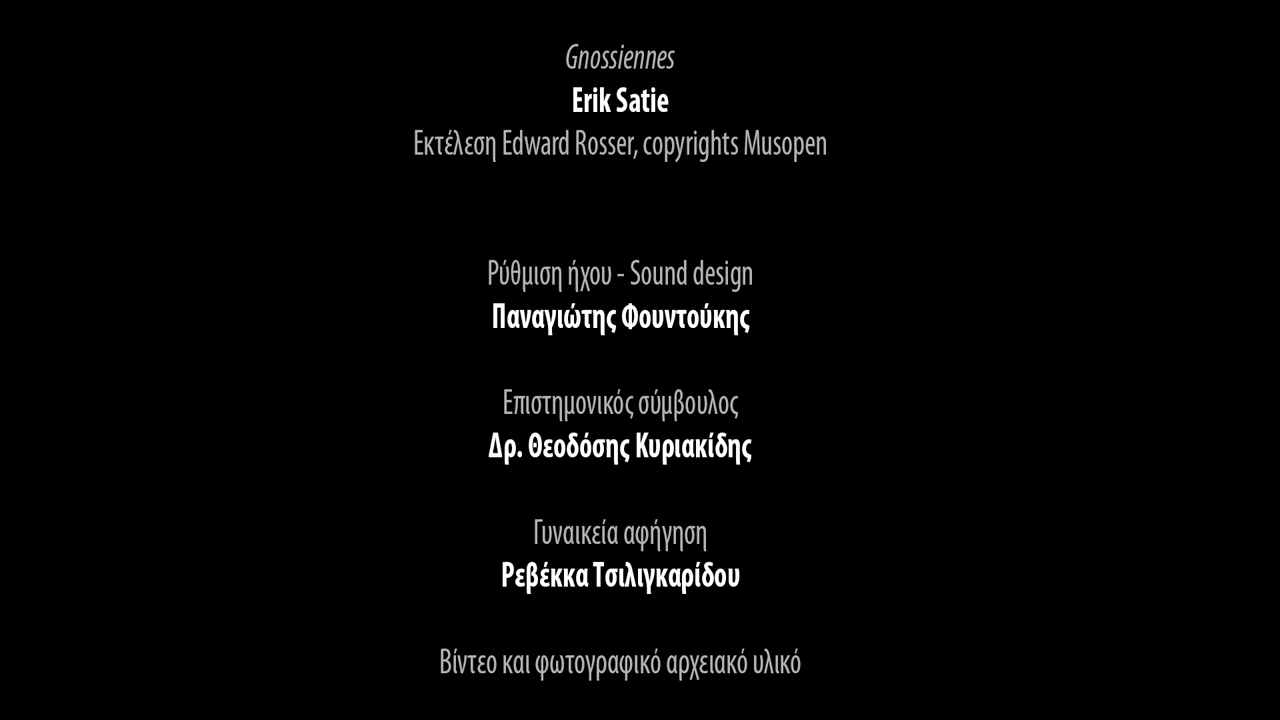 Gnossiennes
Erik Satie
Εκτέλεση Edward Rosser, copyrights Musopen
Ρύθμιση ήχου - Sound design
Παναγιώτης Φουντούκης
Επιστημονικός σύμβουλος
Δρ. Θεοδόσης Κυριακίδης
Γυναικεία αφήγηση
Ρεβέκκα Τσιλιγκαρίδου
Βίντεο και φωτογραφικό αρχειακό υλικό